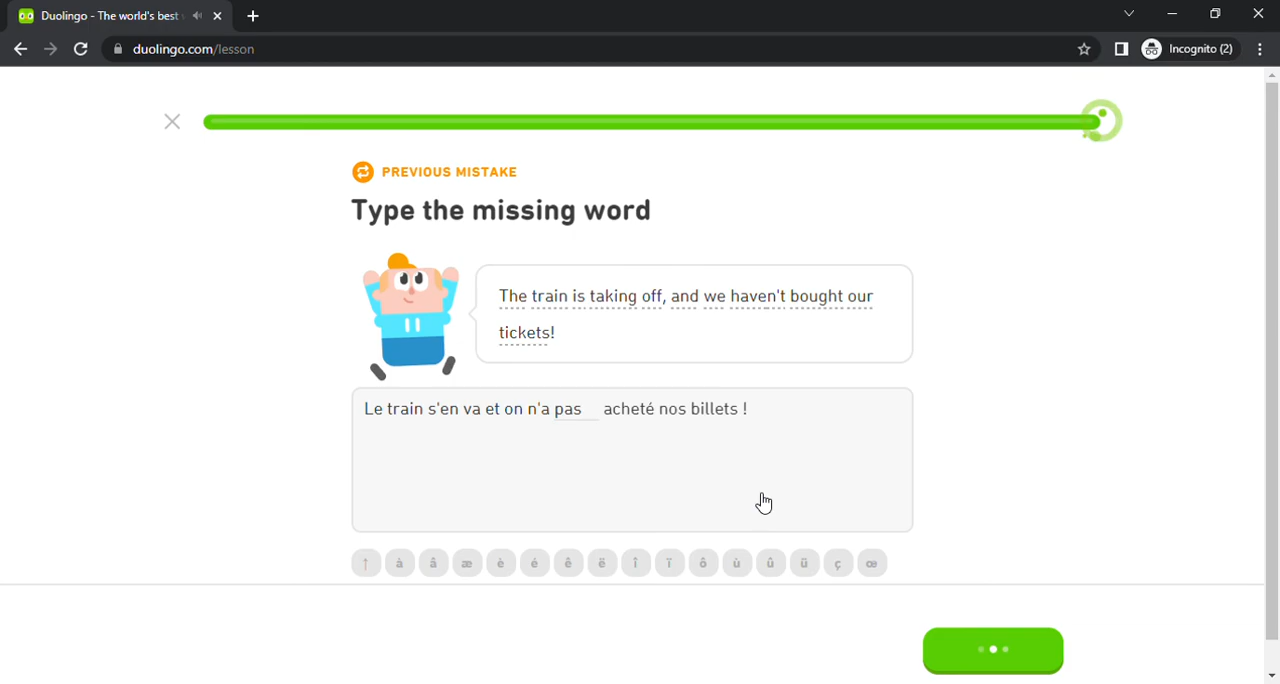 Duolingo - The world's best
duolingo.com/lesson
Incognito (2)
PREVIOUS MISTAKE
Type the missing word
The train is taking off, and we haven't bought our
tickets!
Le train s'en va et on n'a pas acheté nos billets !
↑ à â æ è é ê ë î ï ô ù û ü ç œ